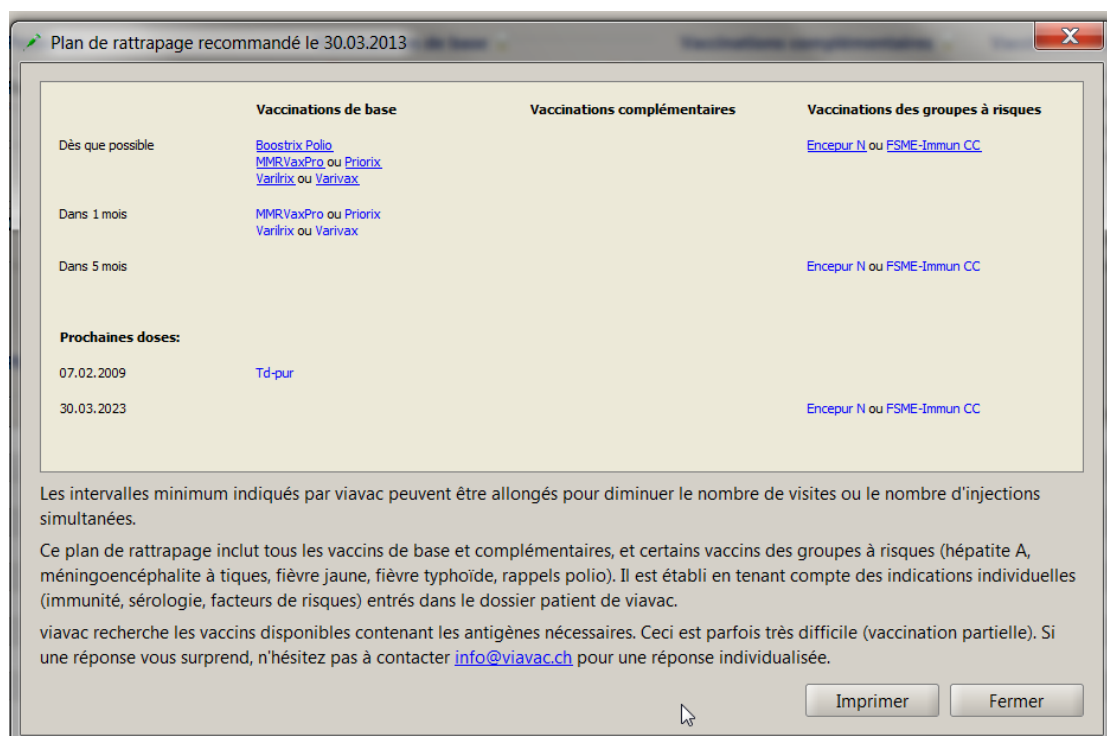 Plan de rattrapage recommandé le 30.03.2013
Vaccinations de base Vaccinations complémentaires Vaccinations des groupes à risques
Dès que possible Boostrix Polio Encepur N ou FSME-Immun CC
MMRVaxPro ou Priorix
Varilrix ou Varivax
Dans 1 mois MMRVaxPro ou Priorix
Varilrix ou Varivax
Dans 5 mois Encepur N ou FSME-Immun CC
Prochaines doses:
07.02.2009 Td-pur
30.03.2023 Encepur N ou FSME-Immun CC
Les intervalles minimum indiqués par viavac peuvent être allongés pour diminuer le nombre de visites ou le nombre d'injections
simultanées.
Ce plan de rattrapage inclut tous les vaccins de base et complémentaires, et certains vaccins des groupes à risques (hépatite A,
méningoencéphalite à tiques, fièvre jaune, fièvre typhoïde, rappels polio). Il est établi en tenant compte des indications individuelles
(immunité, sérologie, facteurs de risques) entrés dans le dossier patient de viavac.
viavac recherche les vaccins disponibles contenant les antigènes nécessaires. Ceci est parfois très difficile (vaccination partielle). Si
une réponse vous surprend, n'hésitez pas à contacter info@viavac.ch pour une réponse individualisée.
Imprimer Fermer